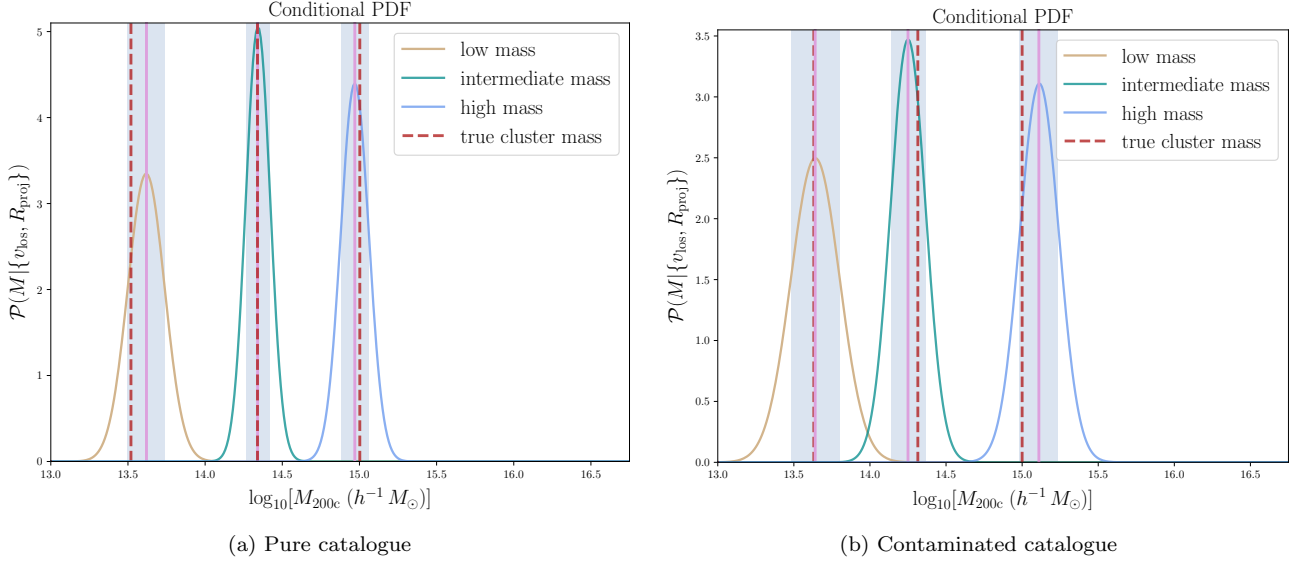 Conditional PDF
5
4
3
2
1
0
P(M|{v_los, R_proj})
low mass
intermediate mass
high mass
true cluster mass
13.0 13.5 14.0 14.5 15.0 15.5 16.0 16.5
log₁₀[M₂₀₀c (h⁻¹ M⊙)]
(a) Pure catalogue
Conditional PDF
3.5
3.0
2.5
2.0
1.5
1.0
0.5
0.0
P(M|{v_los, R_proj})
low mass
intermediate mass
high mass
true cluster mass
13.0 13.5 14.0 14.5 15.0 15.5 16.0 16.5
log₁₀[M₂₀₀c (h⁻¹ M⊙)]
(b) Contaminated catalogue